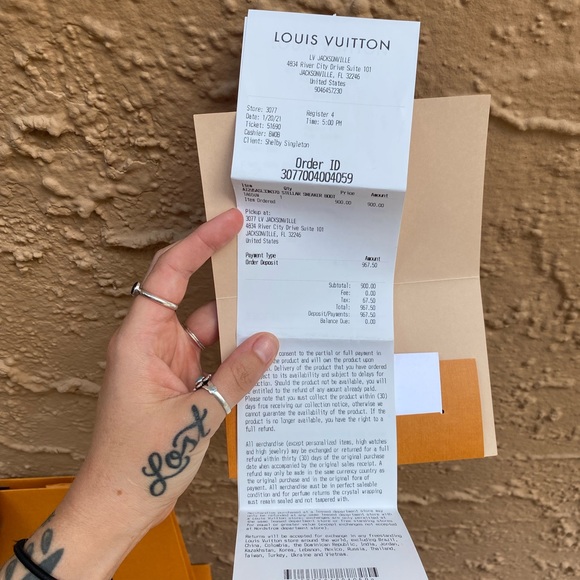 LOUIS VUITTON
LV JACKSONVILLE
4834 River City Drive Suite 101
JACKSONVILLE, FL 32246
United States
9046457230
Store: 3077
Register 4
Date: 1/20/21
Time: 5:00 PM
Ticket: 51690
Cashier: BWOB
Client: Shelby Singleton
Order ID
3077004004059
Item Qty Price Amount
STELLAR SNEAKER BOOT
Item Ordered 900.00 900.00
Pickup at:
3077 LV JACKSONVILLE
4834 River City Drive Suite 101
JACKSONVILLE, FL 32246
United States
Payment Type Amount
Order Deposit 967.50
Subtotal: 900.00
Fee: 0.00
Tax: 67.50
Total: 967.50
Deposit/Payments: 967.50
Balance Due: 0.00
consent to the partial or full payment in
the product and will own the product upon
Delivery of the product that you have ordered
ject to its availability and subject to delays for
uction. Should the product not be available, you will
entitled to the refund of any amount already paid.
Please note that you must collect the product within (30)
days from receiving our collection notice, otherwise we
cannot guarantee the availability of the product. If the
product is no longer available, you have the right to a
full refund.
All merchandise (except personalized items, high watches
and high jewelry) may be exchanged or returned for a full
refund within thirty (30) days of the original purchase
date when accompanied by the original sales receipt. A
refund may only be made in the same currency country as
the original purchase and in the original form of
payment. All merchandise must be in perfect saleable
condition and for perfume returns the crystal wrapping
must remain sealed and not tampered with.
Returns will be accepted for exchange in any freestanding
Louis Vuitton store around the world, excluding Brazil,
China, Colombia, the Dominican Republic, India, Jordan,
Kazakhstan, Korea, Lebanon, Mexico, Russia, Thailand,
Taiwan, Turkey, Ukraine and Vietnam.
Lost